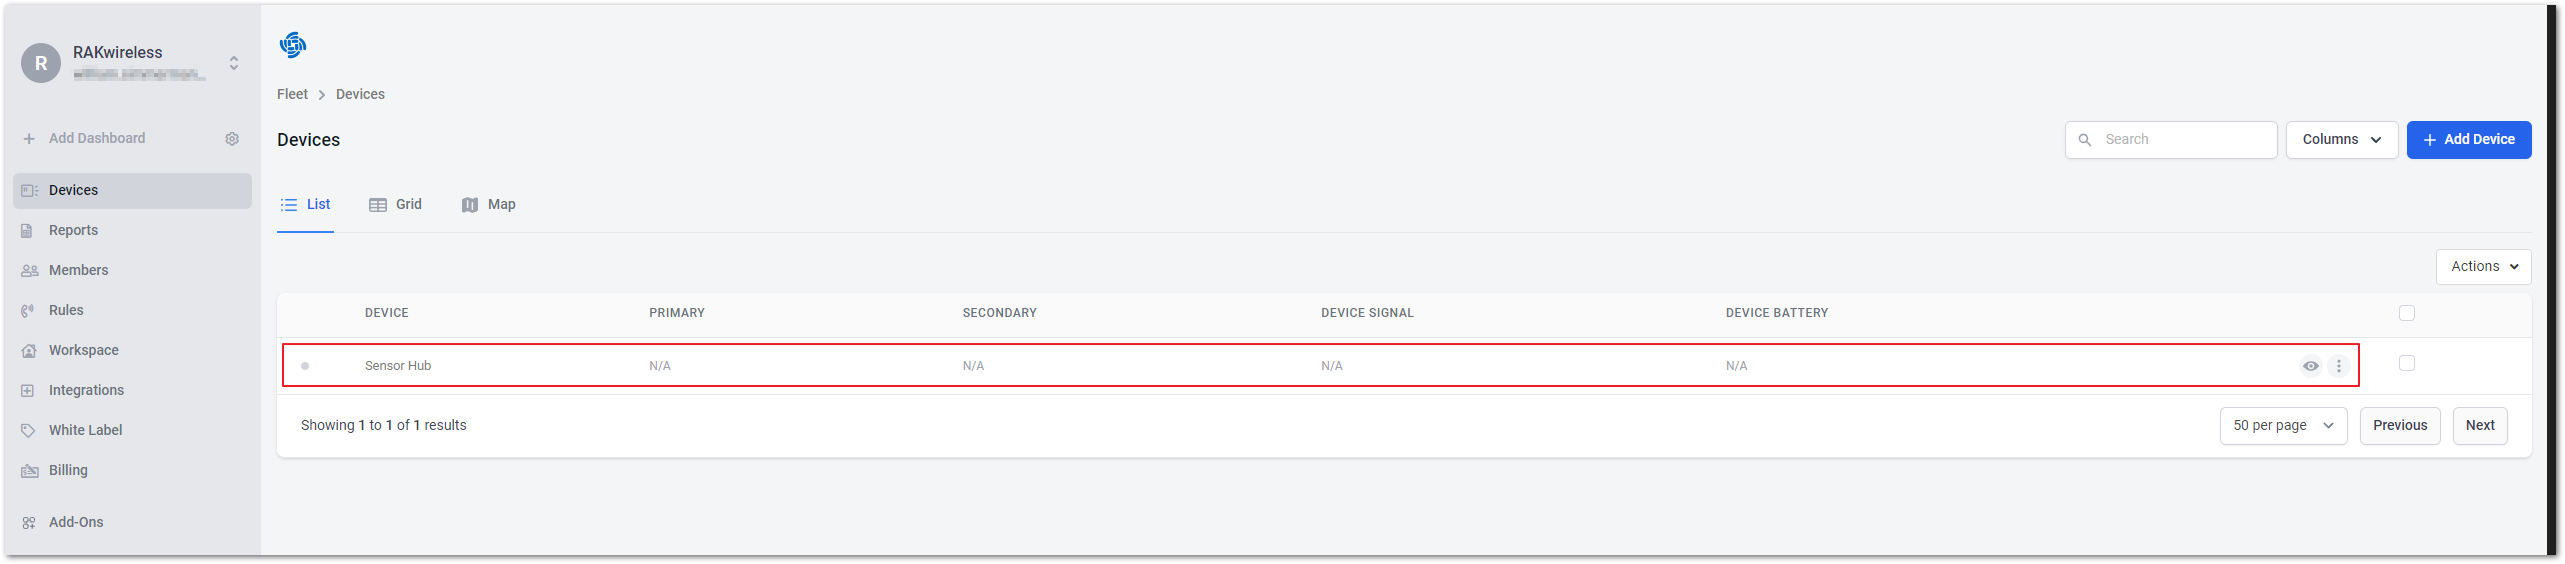 R
RAKwireless
Add Dashboard
Devices
Reports
Members
Rules
Workspace
Integrations
White Label
Billing
Add-Ons
Fleet > Devices
Devices
Search
Columns
+ Add Device
List Grid Map
Actions
DEVICE PRIMARY SECONDARY DEVICE SIGNAL DEVICE BATTERY
Sensor Hub N/A N/A N/A N/A
Showing 1 to 1 of 1 results
50 per page Previous Next